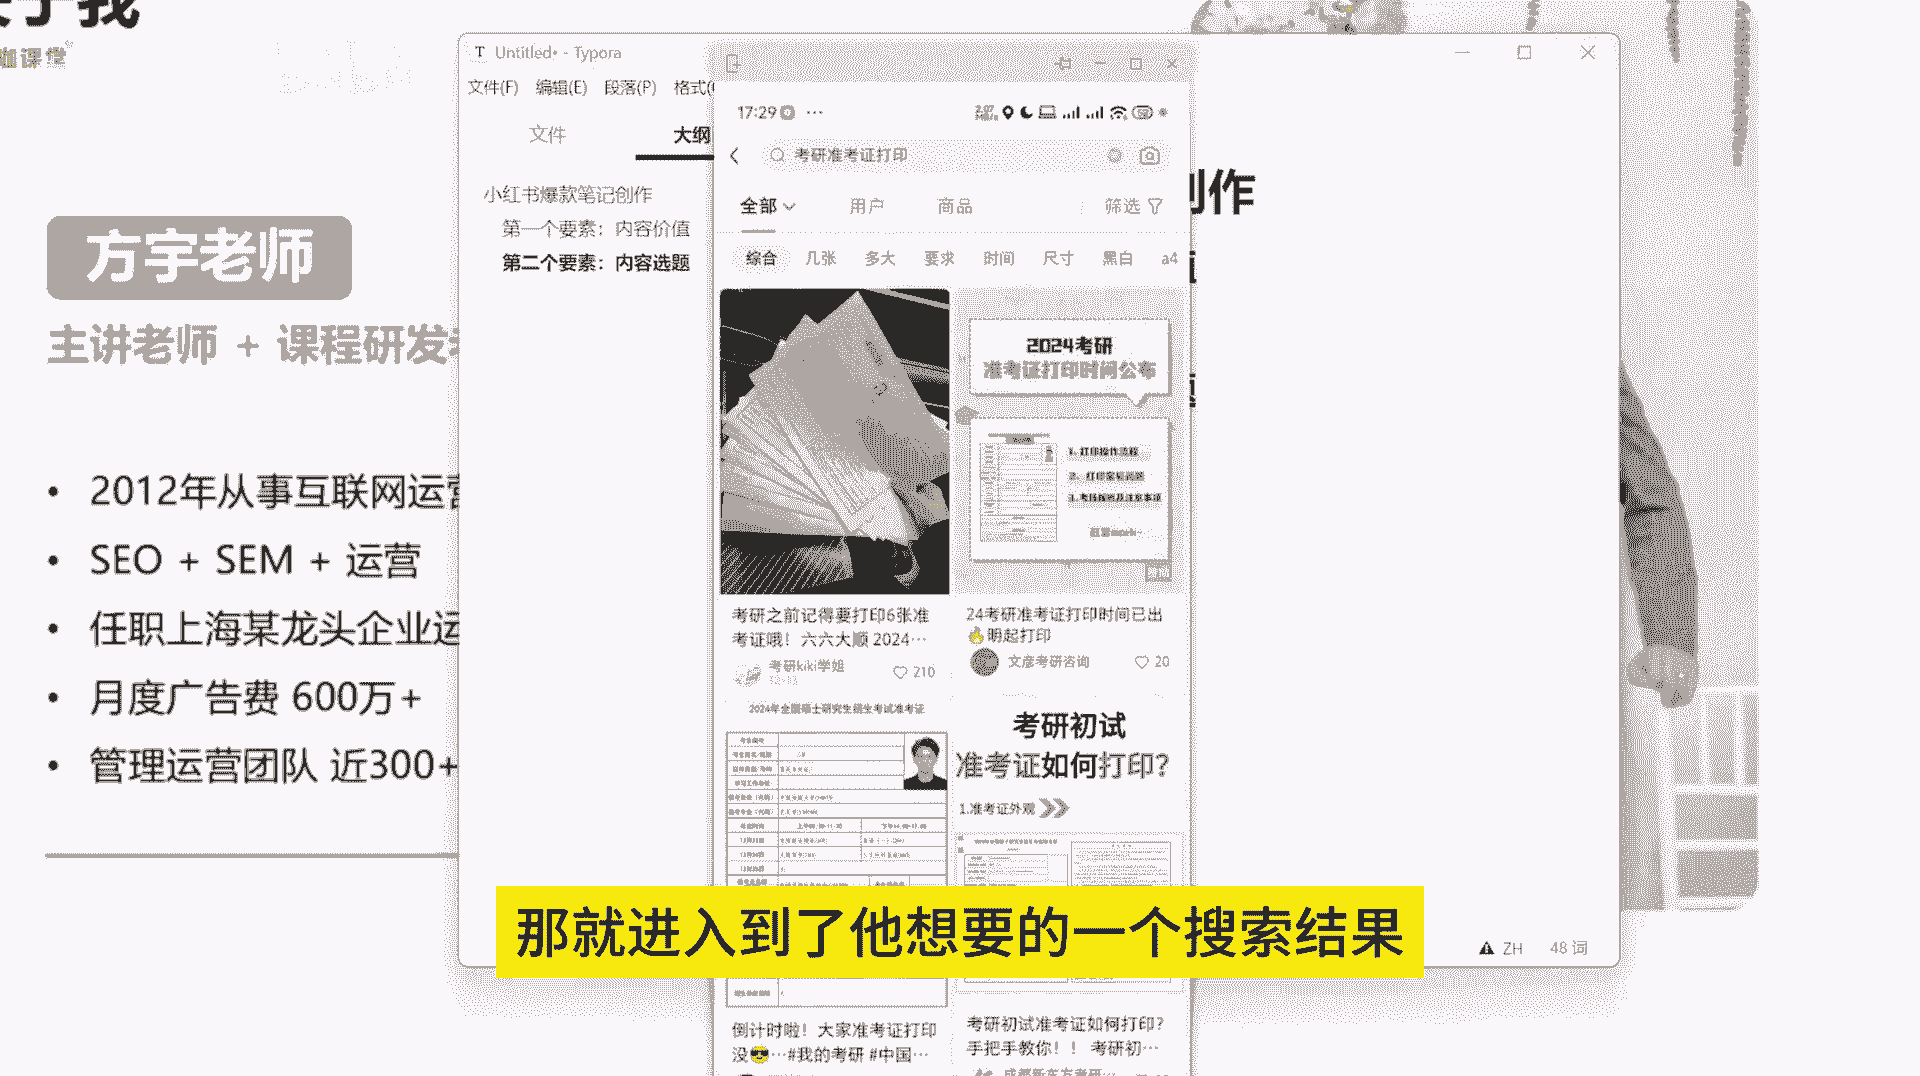 关于我
咖课堂
方宇老师
主讲老师 + 课程研发
• 2012年从事互联网运营
• SEO + SEM + 运营
• 任职上海某龙头企业运
• 月度广告费 600万+
• 管理运营团队 近300+
T Untitled• - Typora
文件(F) 编辑(E) 段落(P) 格式(
文件
大纲
小红书爆款笔记创作
第一个要素：内容价值
第二个要素：内容选题
创作
17:29
考研准考证打印
全部 用户 商品 筛选
综合 几张 多大 要求 时间 尺寸 黑白 a4
考研之前记得要打印6张准
考证哦！六六大顺 2024…
考研kiki学姐
210
2024考研
准考证打印时间公布
1. 打印操作流程
2. 打印常见问题
24考研准考证打印时间已出
🔥明起打印
文彦考研咨询
20
2024年全国硕士研究生招生考试准考证
倒计时啦！大家准考证打印
没😎…#我的考研 #中国…
考研初试
准考证如何打印？
1.准考证外观
考研初试准考证如何打印？
手把手教你！！ 考研初…
成都新东方考研…
那就进入到了他想要的一个搜索结果
ZH 48 词